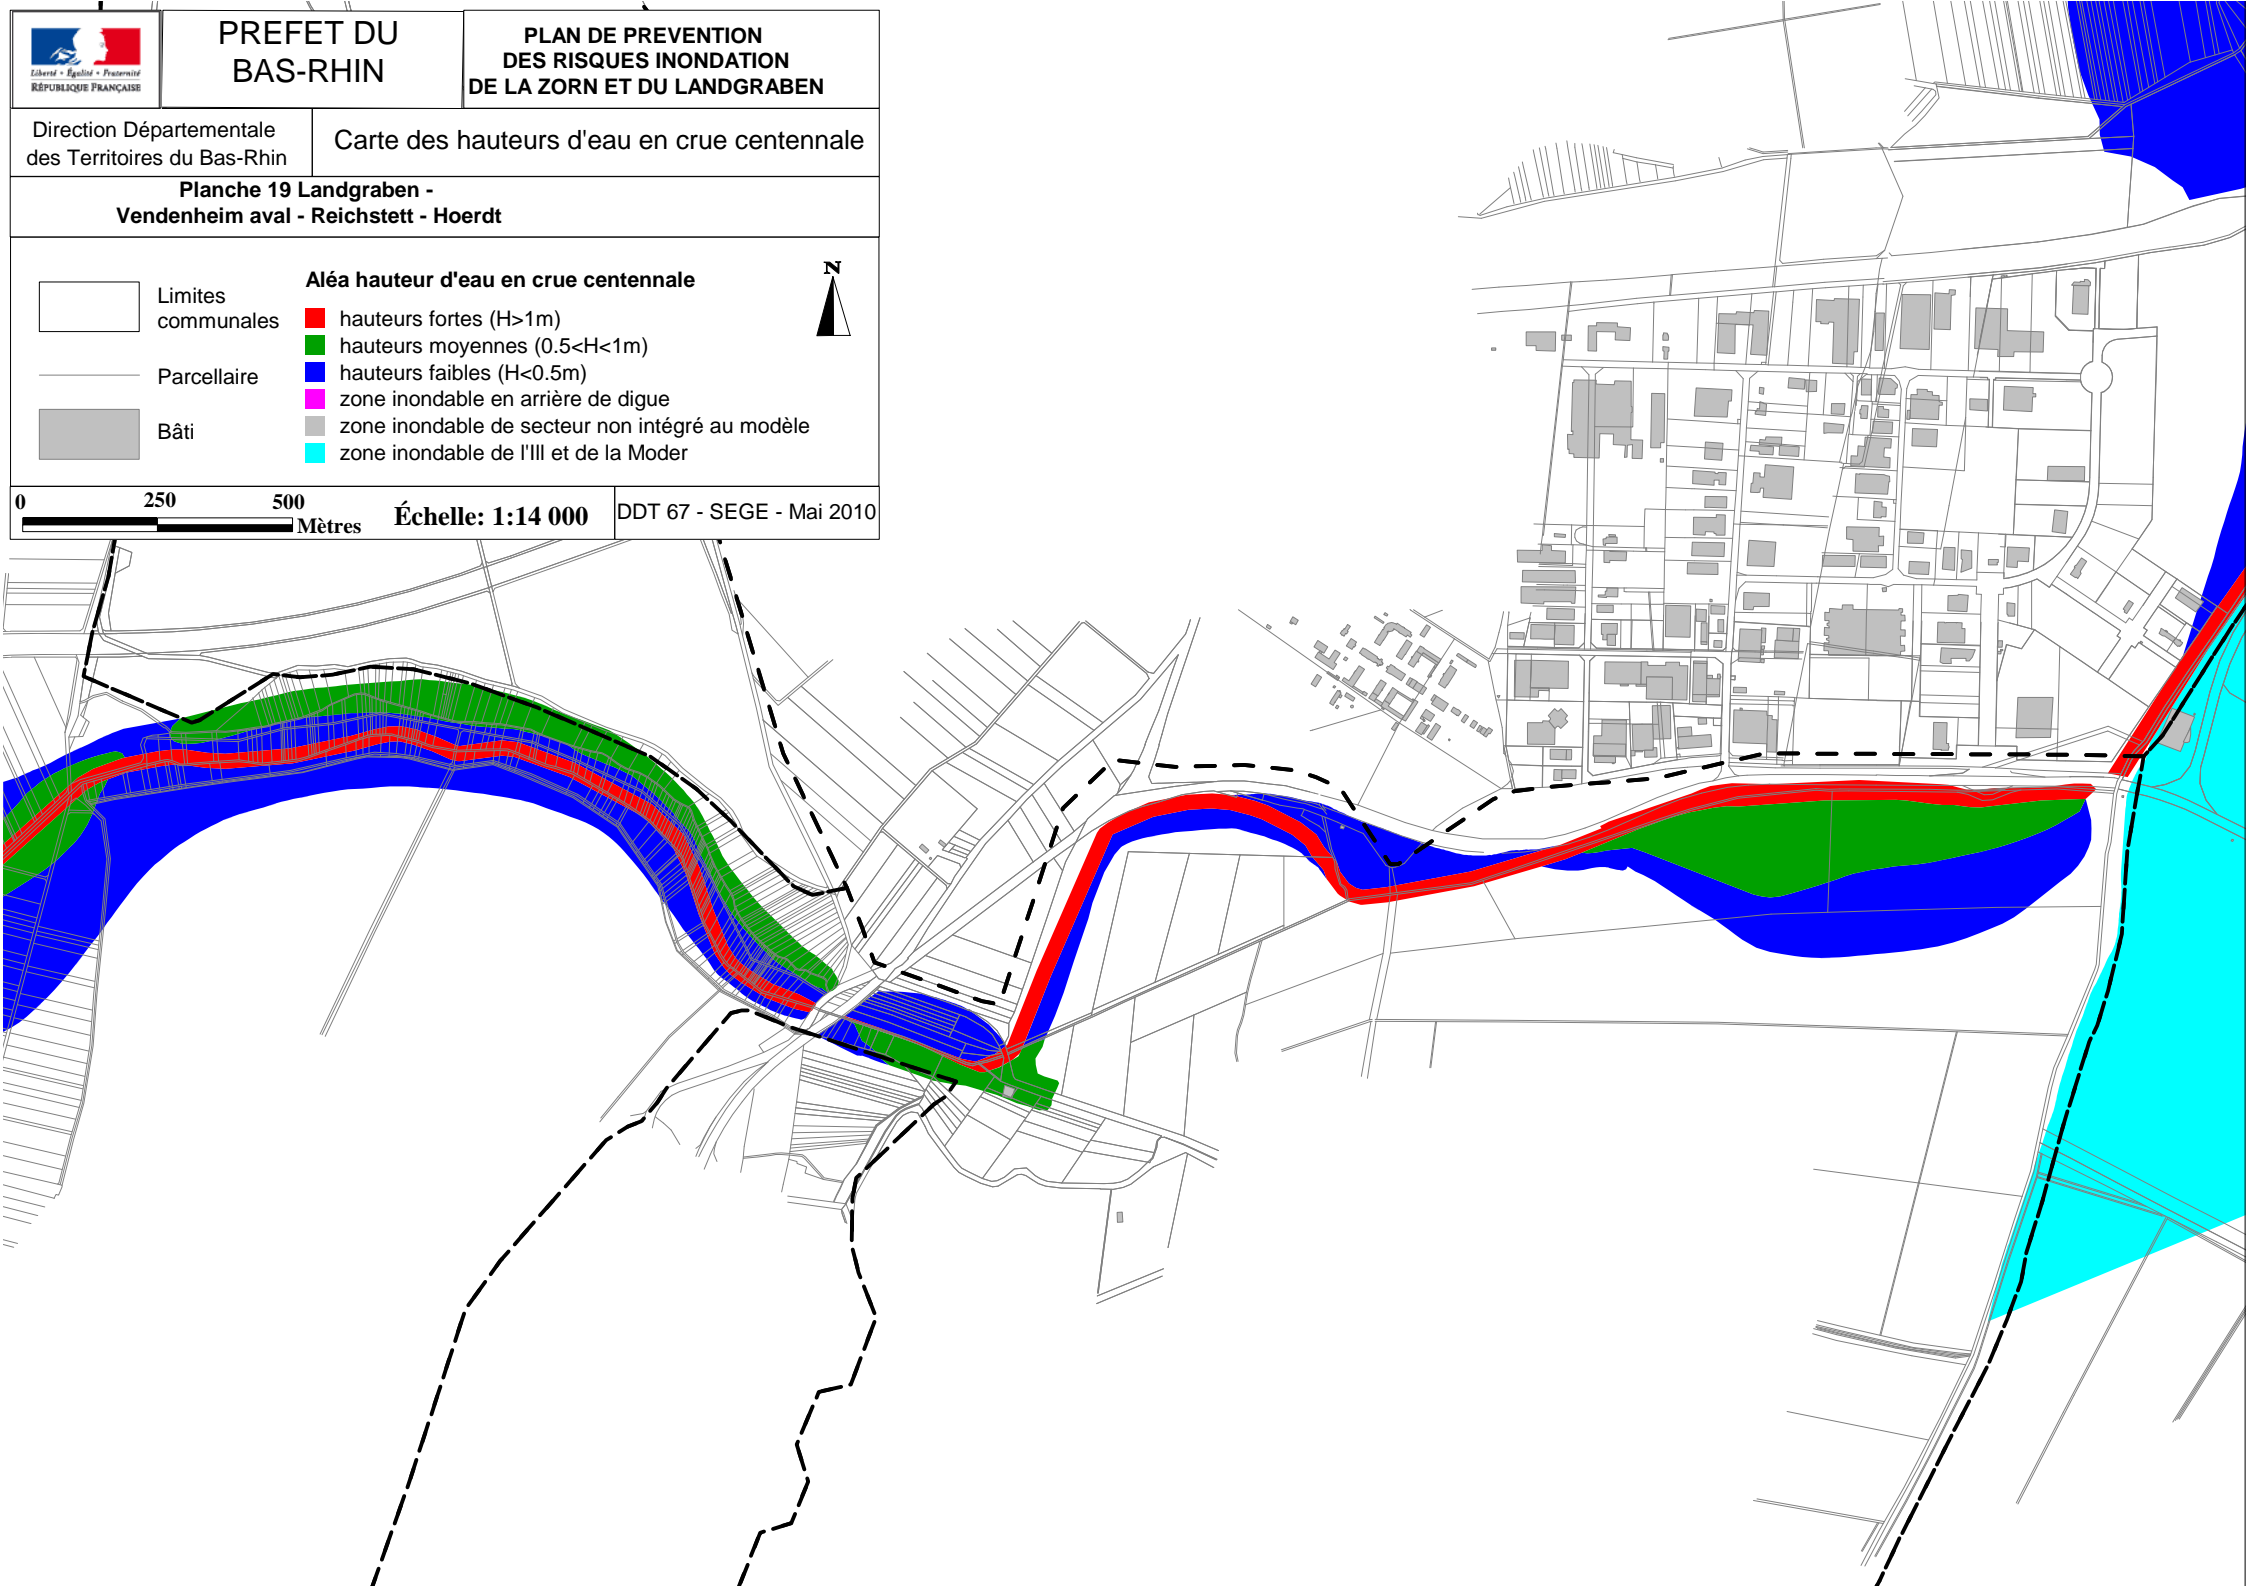 Liberté • Égalité • Fraternité
RÉPUBLIQUE FRANÇAISE
PREFET DU
BAS-RHIN
PLAN DE PREVENTION
DES RISQUES INONDATION
DE LA ZORN ET DU LANDGRABEN
Direction Départementale
des Territoires du Bas-Rhin
Carte des hauteurs d'eau en crue centennale
Planche 19 Landgraben -
Vendenheim aval - Reichstett - Hoerdt
Limites
communales
Parcellaire
Bâti
Aléa hauteur d'eau en crue centennale
hauteurs fortes (H>1m)
hauteurs moyennes (0.5<H<1m)
hauteurs faibles (H<0.5m)
zone inondable en arrière de digue
zone inondable de secteur non intégré au modèle
zone inondable de l'Ill et de la Moder
N
0 250 500
Mètres
Échelle: 1:14 000
DDT 67 - SEGE - Mai 2010